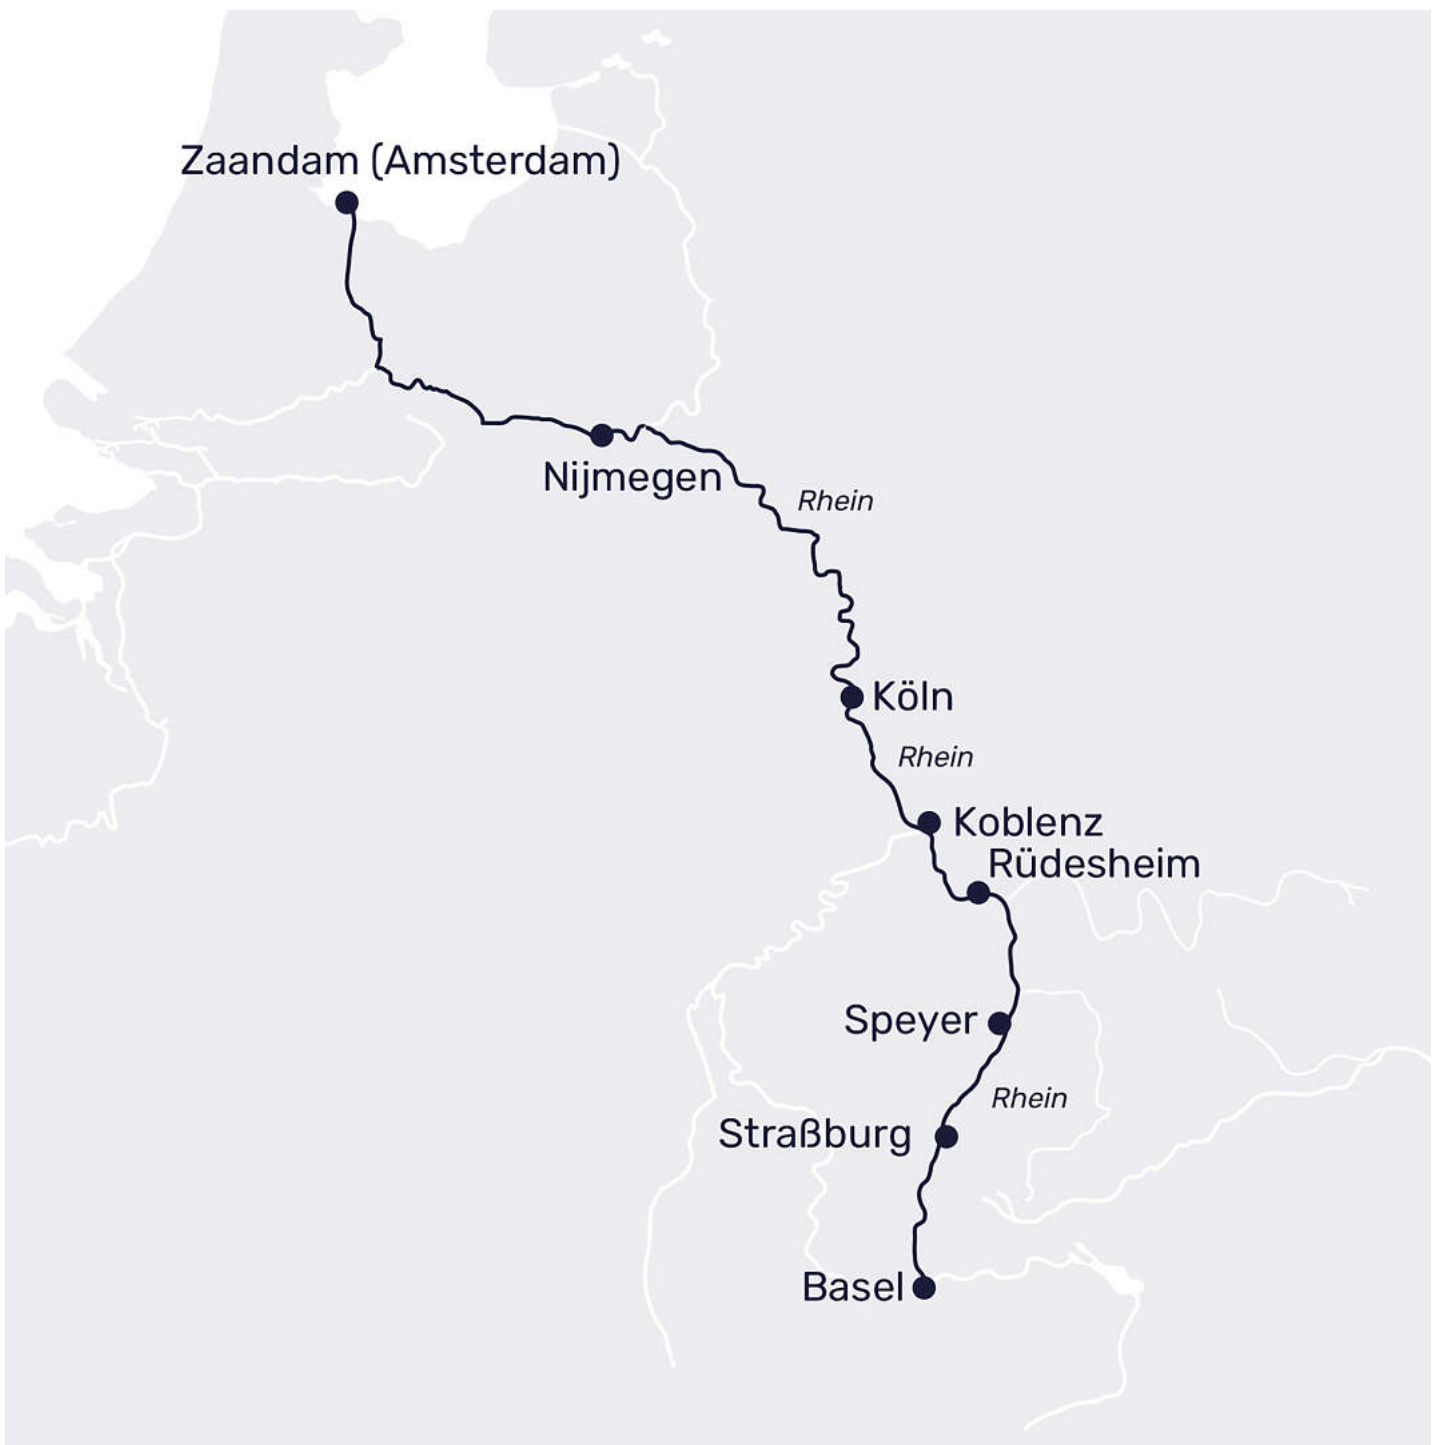 Zaandam (Amsterdam)
Nijmegen
Rhein
Köln
Rhein
Koblenz
Rüdesheim
Speyer
Rhein
Straßburg
Basel